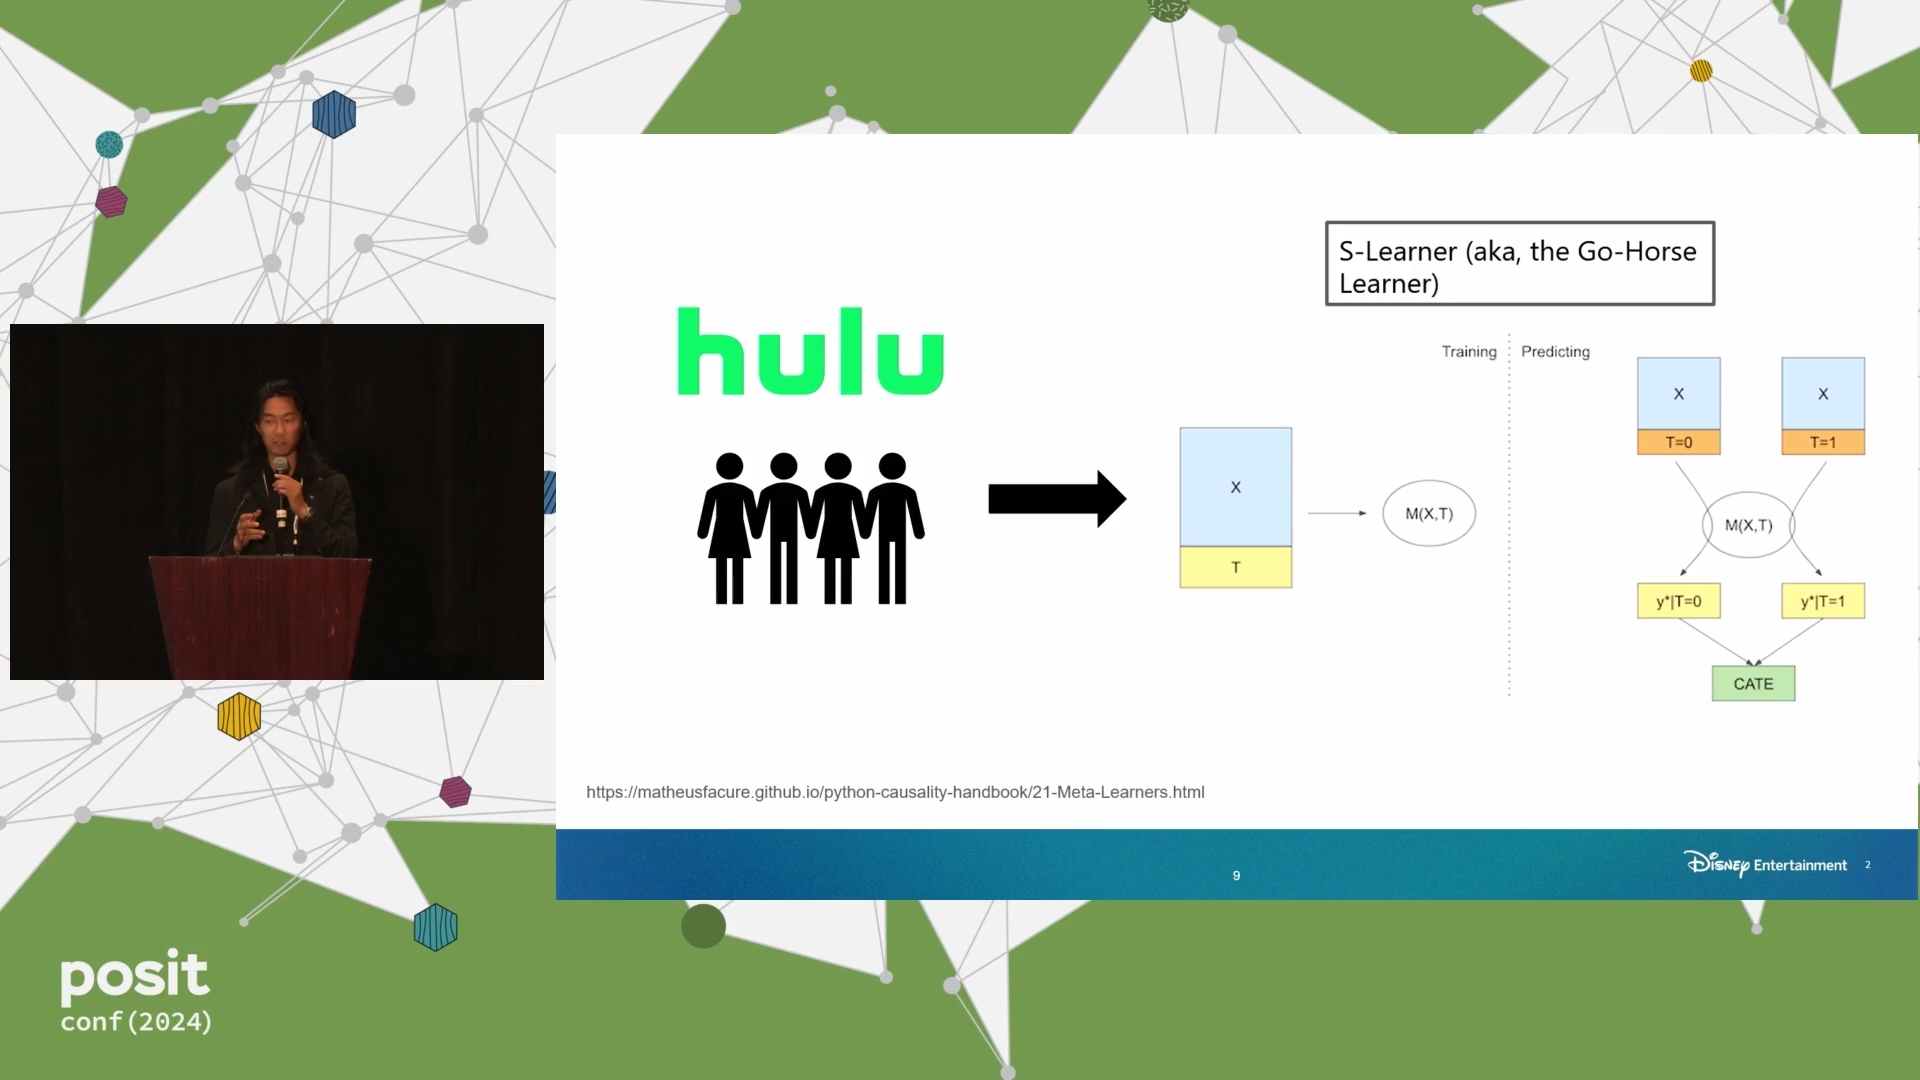 S-Learner (aka, the Go-Horse
Learner)
hulu
Training
Predicting
X
T
M(X,T)
X
T=0
X
T=1
M(X,T)
y*|T=0
y*|T=1
CATE
https://matheusfacure.github.io/python-causality-handbook/21-Meta-Learners.html
9
Disney Entertainment
2
posit
conf(2024)